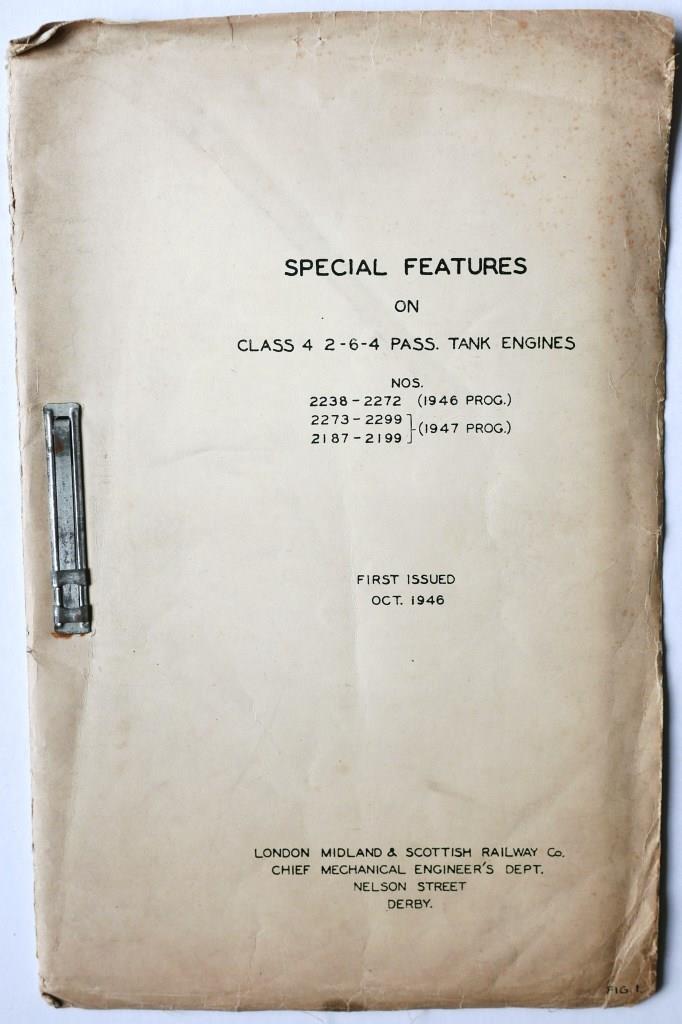 SPECIAL FEATURES
ON
CLASS 4 2-6-4 PASS. TANK ENGINES
NOS.
2238-2272 (1946 PROG.)
2273-2299
2187-2199 (1947 PROG.)
FIRST ISSUED
OCT. 1946
LONDON MIDLAND & SCOTTISH RAILWAY Co.
CHIEF MECHANICAL ENGINEER'S DEPT.
NELSON STREET
DERBY.
FIG 1.